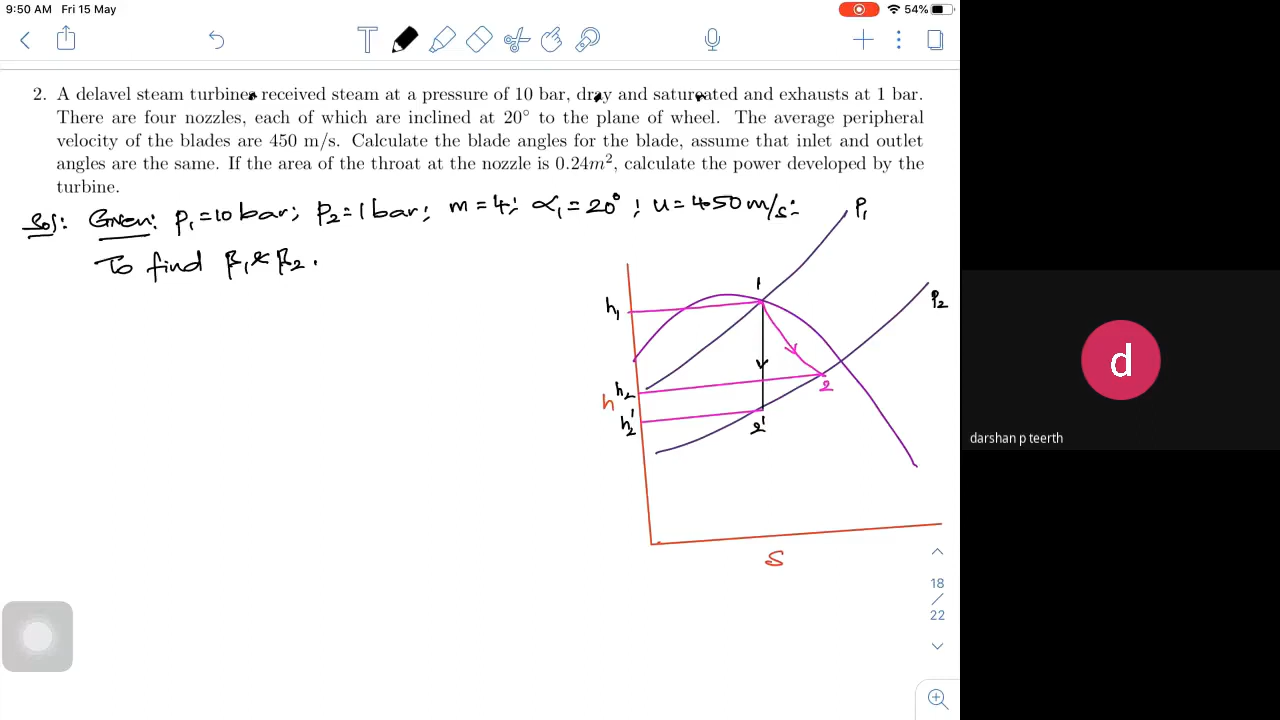 9:50 AM Fri 15 May
54%
2. A delavel steam turbines received steam at a pressure of 10 bar, dray and saturated and exhausts at 1 bar.
There are four nozzles, each of which are inclined at 20° to the plane of wheel. The average peripheral
velocity of the blades are 450 m/s. Calculate the blade angles for the blade, assume that inlet and outlet
angles are the same. If the area of the throat at the nozzle is 0.24m², calculate the power developed by the
turbine.
Sol: Given: P₁=10 bar; P₂=1 bar; m=4; α₁=20°; u=450 m/s:
To find β₁ & β₂.
P₁
P₂
1
h₁
h₂
h
h₂'
2
2'
S
18
/
22
d
darshan p teerth